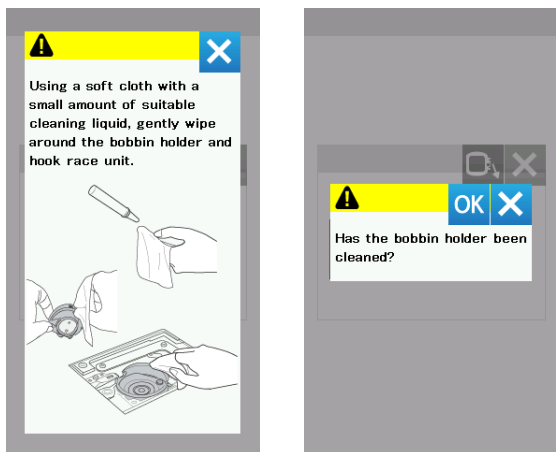 Using a soft cloth with a
small amount of suitable
cleaning liquid, gently wipe
around the bobbin holder and
hook race unit.
OK
Has the bobbin holder been
cleaned?